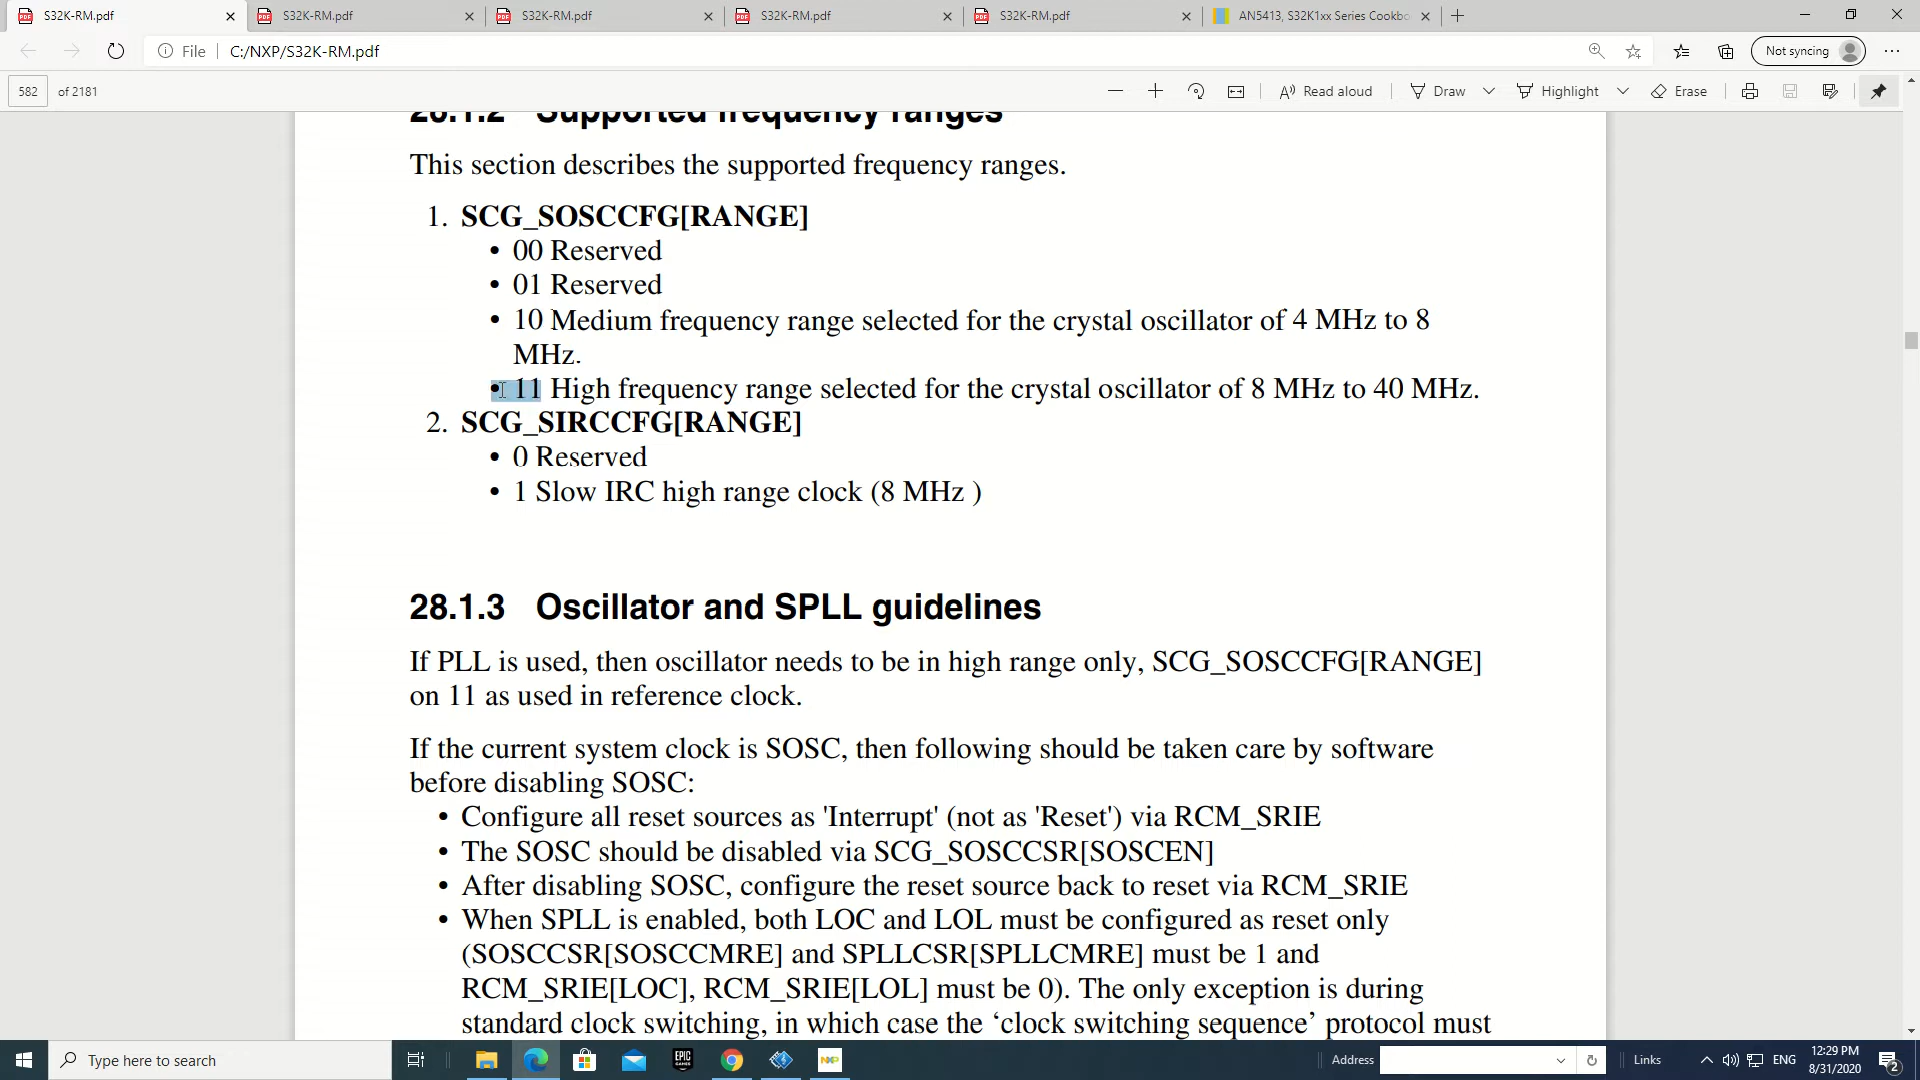 S32K-RM.pdf
S32K-RM.pdf
S32K-RM.pdf
S32K-RM.pdf
S32K-RM.pdf
AN5413, S32K1xx Series Cookbo
File
C:/NXP/S32K-RM.pdf
Not syncing
582
of 2181
Read aloud
Draw
Highlight
Erase
28.1.2 Supported frequency ranges
This section describes the supported frequency ranges.
1. SCG_SOSCCFG[RANGE]
• 00 Reserved
• 01 Reserved
• 10 Medium frequency range selected for the crystal oscillator of 4 MHz to 8
MHz.
• 11 High frequency range selected for the crystal oscillator of 8 MHz to 40 MHz.
2. SCG_SIRCCFG[RANGE]
• 0 Reserved
• 1 Slow IRC high range clock (8 MHz )
28.1.3 Oscillator and SPLL guidelines
If PLL is used, then oscillator needs to be in high range only, SCG_SOSCCFG[RANGE]
on 11 as used in reference clock.
If the current system clock is SOSC, then following should be taken care by software
before disabling SOSC:
• Configure all reset sources as 'Interrupt' (not as 'Reset') via RCM_SRIE
• The SOSC should be disabled via SCG_SOSCCSR[SOSCEN]
• After disabling SOSC, configure the reset source back to reset via RCM_SRIE
• When SPLL is enabled, both LOC and LOL must be configured as reset only
(SOSCCSR[SOSCCMRE] and SPLLCSR[SPLLCMRE] must be 1 and
RCM_SRIE[LOC], RCM_SRIE[LOL] must be 0). The only exception is during
standard clock switching, in which case the ‘clock switching sequence’ protocol must
Type here to search
EPIC
GAMES
NXP
Address
Links
ENG
12:29 PM
8/31/2020
2